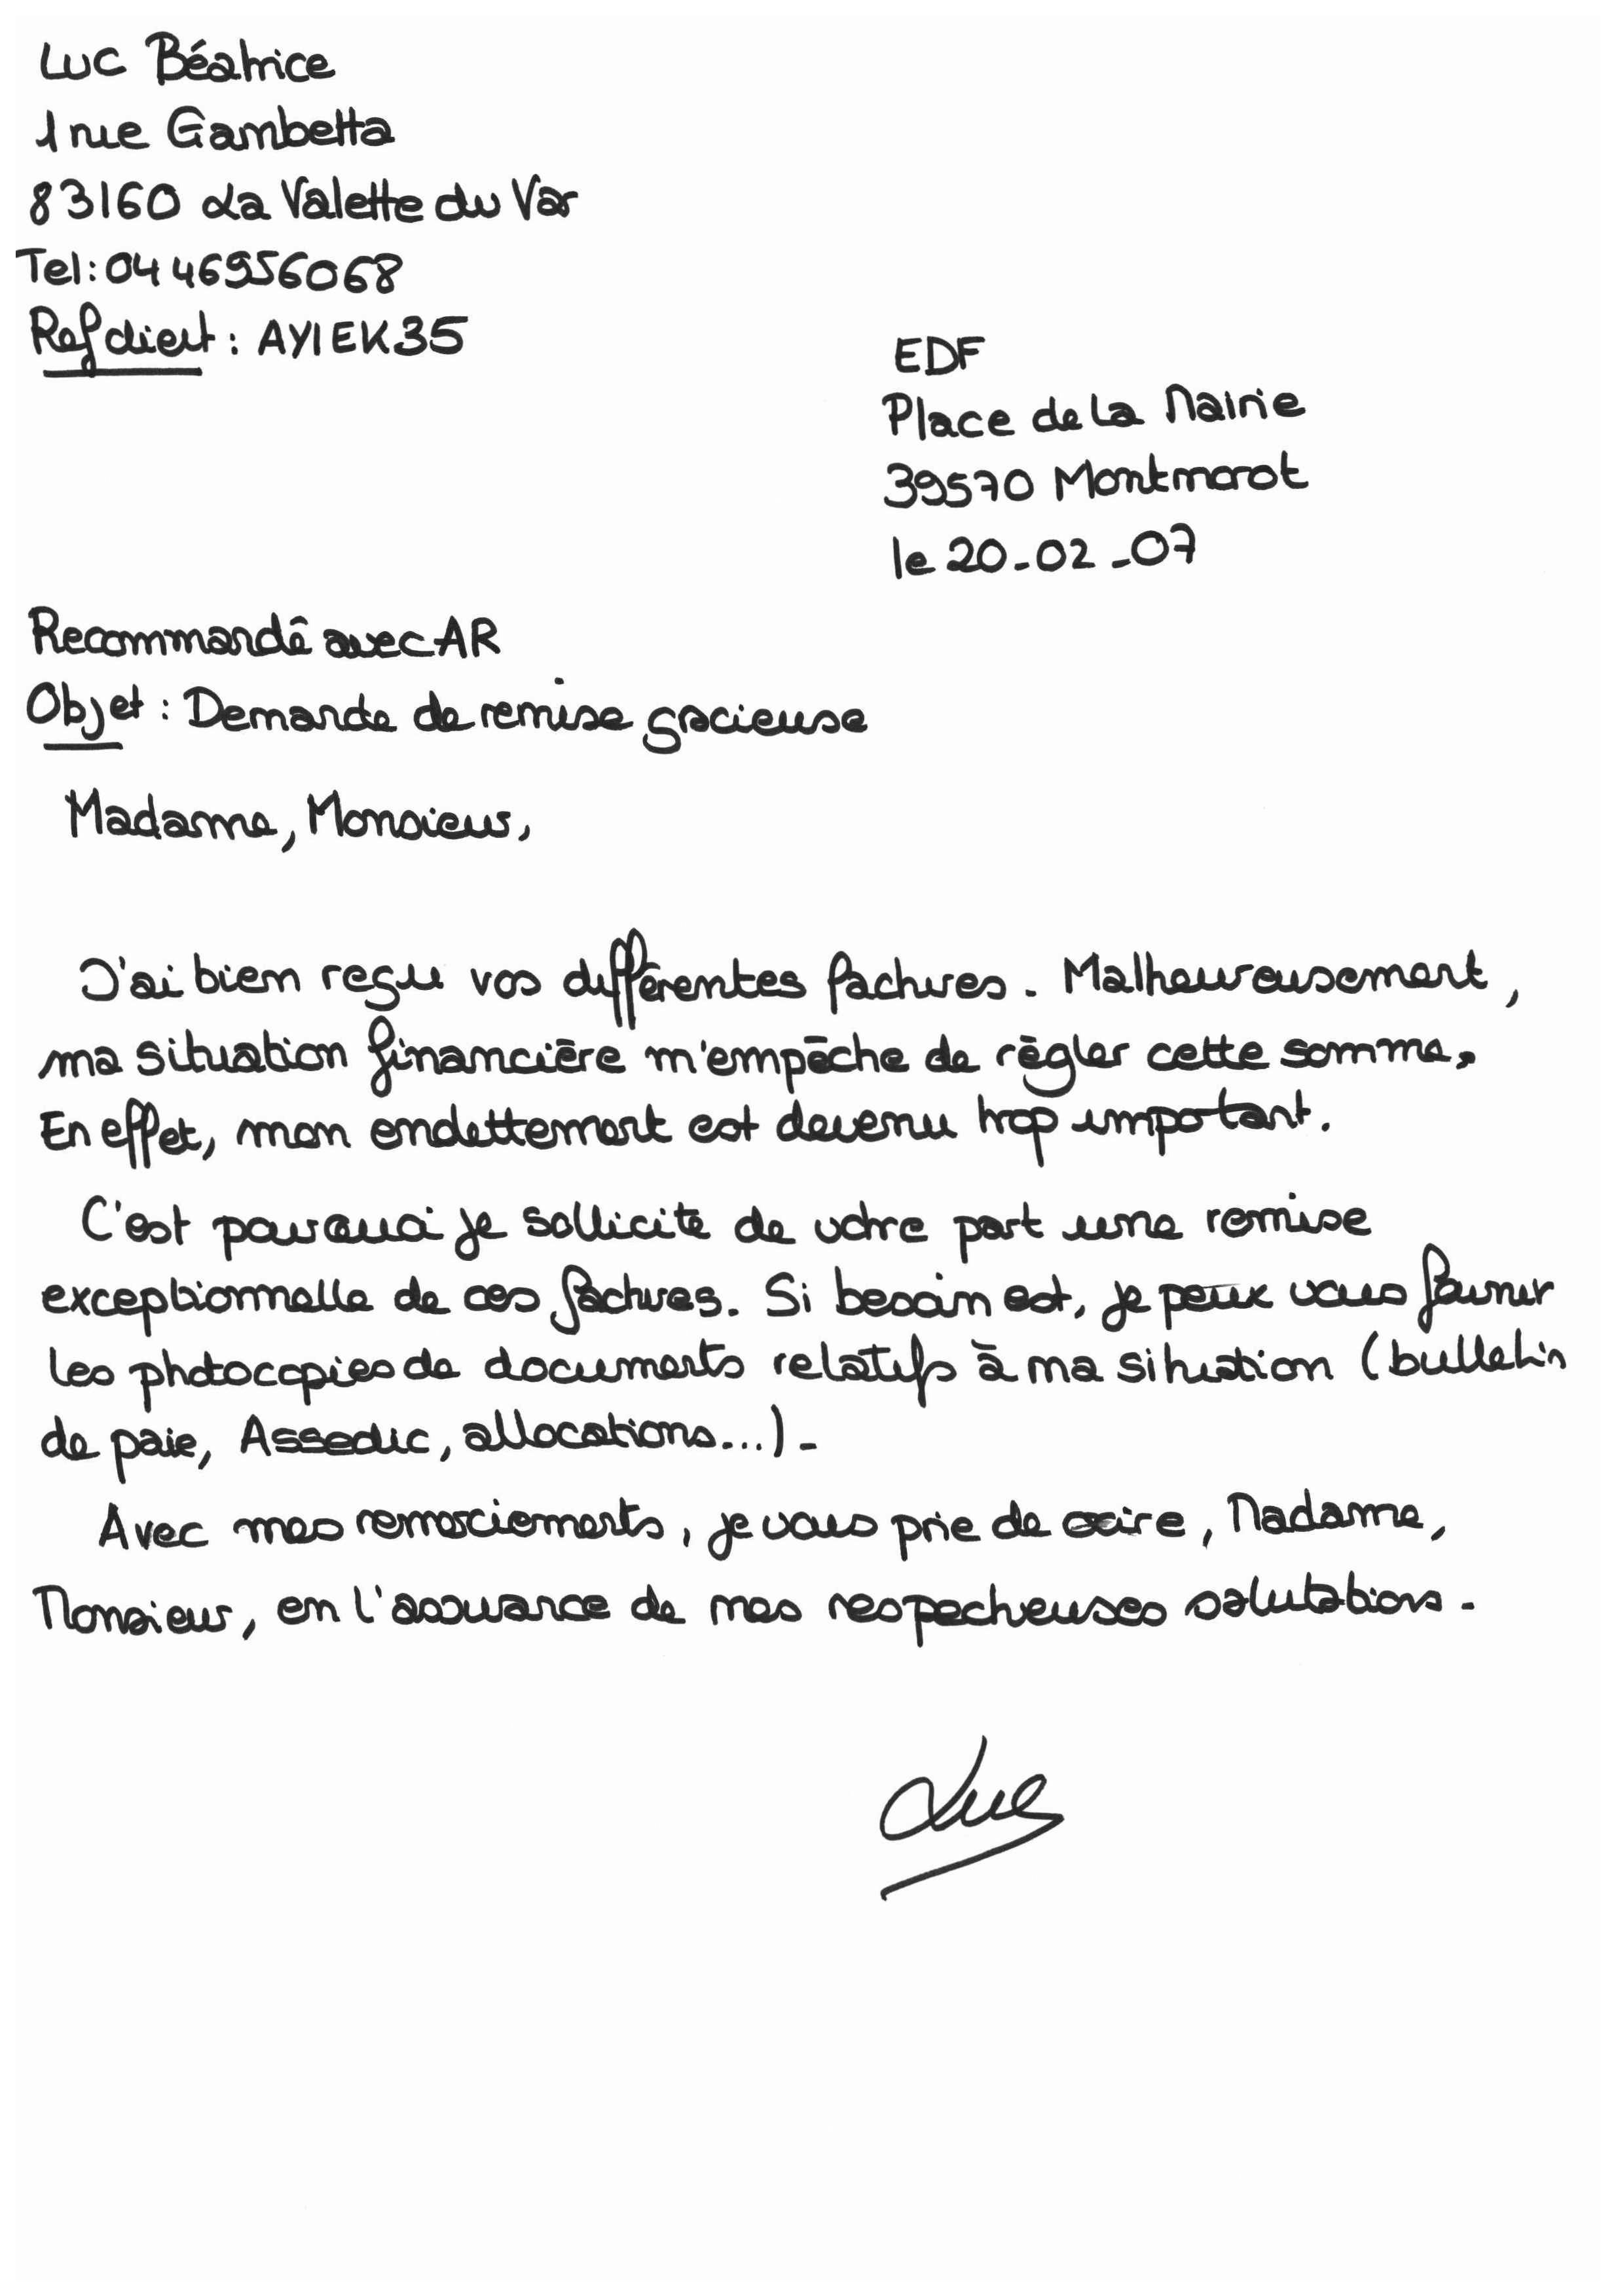 Luc Béatrice
1 rue Gambetta
83160 La Valette du Var
Tel : 0446956068
Ref client : AYIEK35
EDF
Place de la Mairie
39570 Montmorot
le 20-02-07
Recommandé avec AR
Objet : Demande de remise gracieuse
Madame, Monsieur,
J'ai bien reçu vos différentes factures. Malheureusement,
ma situation financière m'empêche de règler cette somme.
En effet, mon endettement est devenu trop important.
C'est pourquoi je sollicite de votre part une remise
exceptionnelle de ces factures. Si besoin est, je peux vous fournir
les photocopies de documents relatifs à ma situation (bulletin
de paie, Assedic, allocations...).
Avec mes remerciements, je vous prie de croire, Madame,
Monsieur, en l'assurance de mes respectueuses salutations.
Luc